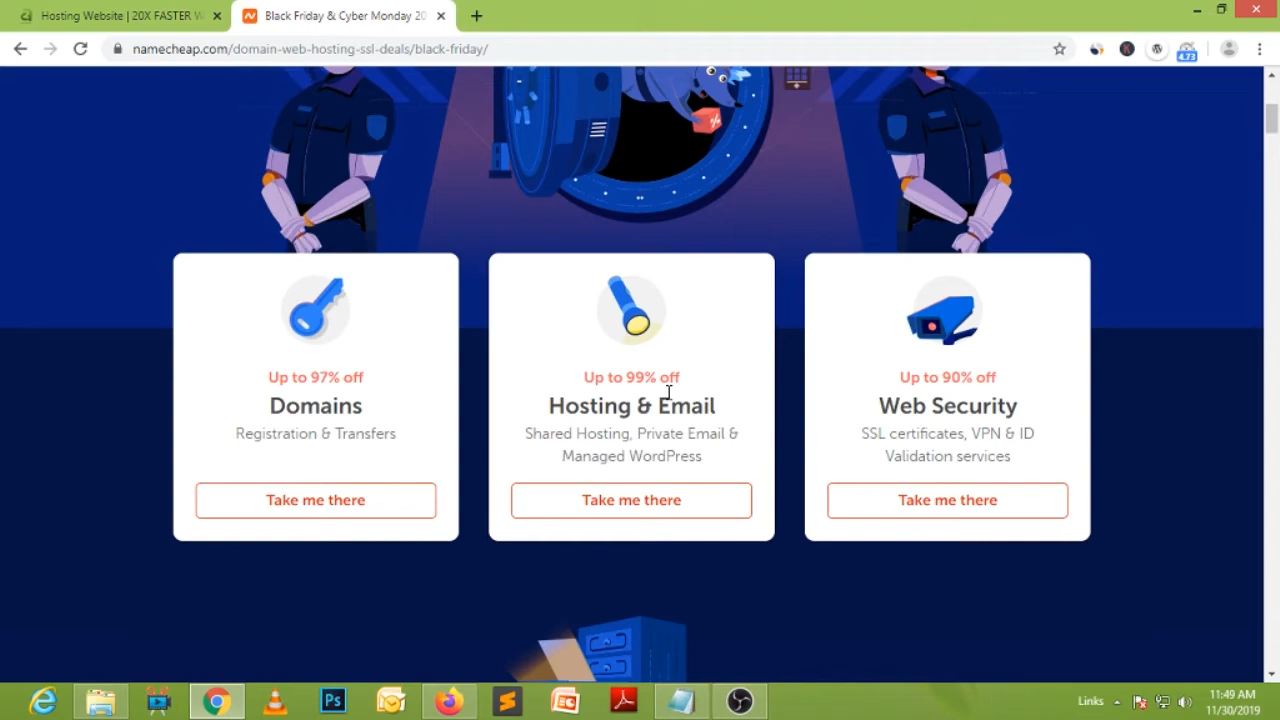 Hosting Website | 20X FASTER W
Black Friday & Cyber Monday 20
namecheap.com/domain-web-hosting-ssl-deals/black-friday/
4.73
%
Up to 97% off
Domains
Registration & Transfers
Take me there
Up to 99% off
Hosting & Email
Shared Hosting, Private Email &
Managed WordPress
Take me there
Up to 90% off
Web Security
SSL certificates, VPN & ID
Validation services
Take me there
Ps
Links
11:49 AM
11/30/2019